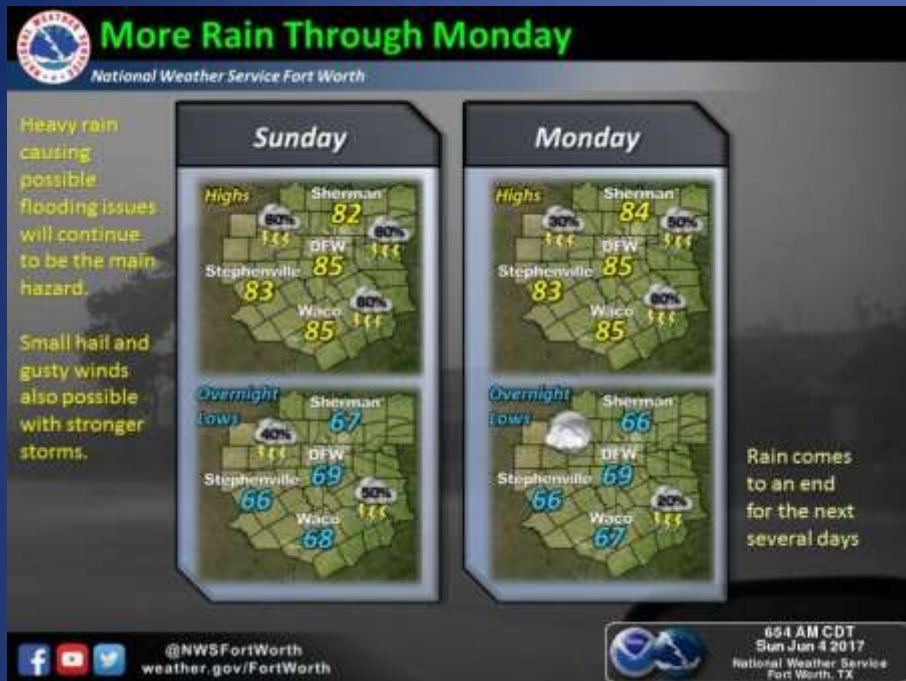 More Rain Through Monday
National Weather Service Fort Worth
Heavy rain
causing
possible
flooding issues
will continue
to be the main
hazard.
Small hail and
gusty winds
also possible
with stronger
storms.
Sunday
Highs
Sherman
82
60%
60%
DFW
85
Stephenville
83
80%
Waco
85
Overnight
Lows
Sherman
67
40%
DFW
69
Stephenville
66
50%
Waco
68
Monday
Highs
Sherman
84
30%
50%
DFW
85
Stephenville
83
60%
Waco
85
Overnight
Lows
Sherman
66
DFW
69
Stephenville
66
20%
Waco
67
Rain comes
to an end
for the next
several days
@NWSFortWorth
weather.gov/FortWorth
654 AM CDT
Sun Jun 4 2017
National Weather Service
Fort Worth, TX